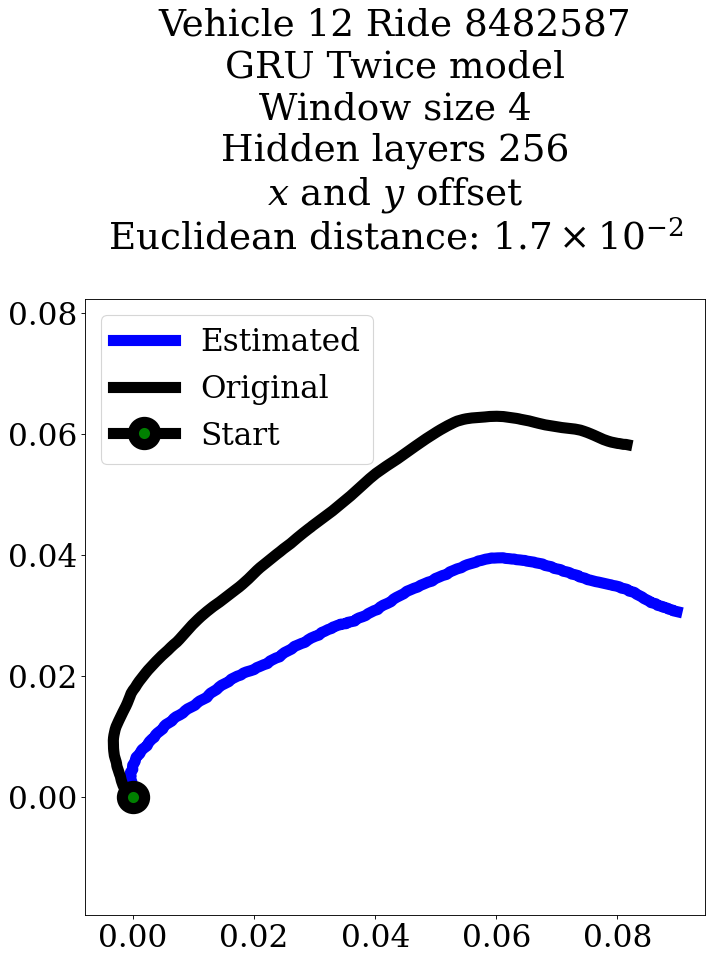 Vehicle 12 Ride 8482587
GRU Twice model
Window size 4
Hidden layers 256
x and y offset
Euclidean distance: 1.7 × 10⁻²
Estimated
Original
Start
0.08
0.06
0.04
0.02
0.00
0.00 0.02 0.04 0.06 0.08